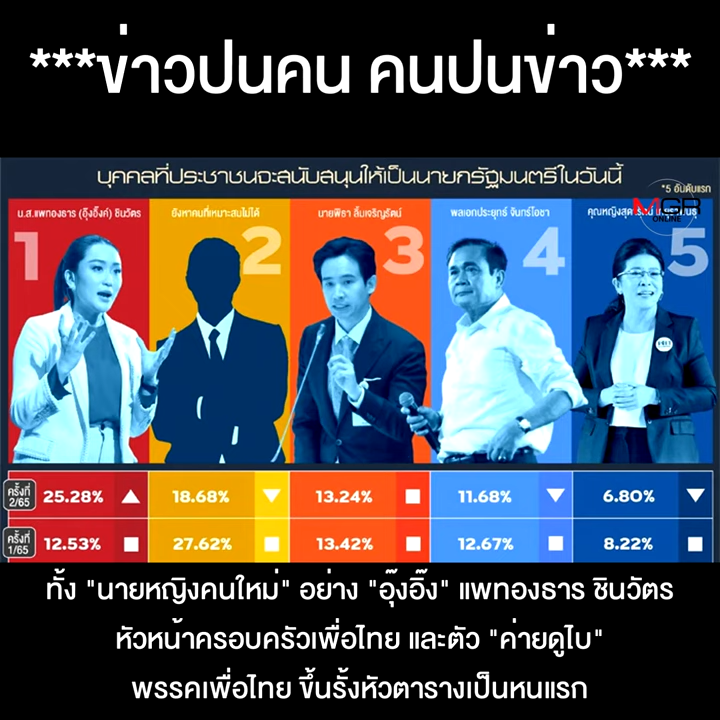 ***ข่าวปนคน คนปนข่าว***
บุคคลที่ประชาชนจะสนับสนุนให้เป็นนายกรัฐมนตรีในวันนี้
*5 อันดับแรก
น.ส.แพทองธาร (อุ๊งอิ๊งค์) ชินวัตร
ยังหาคนที่เหมาะสมไม่ได้
นายพิธา ลิ้มเจริญรัตน์
พลเอกประยุทธ์ จันทร์โอชา
คุณหญิงสุดารัตน์
MGR
ONLINE
1 2 3 4 5
ครั้งที่ 2/65 25.28% ▲ 18.68% ▼ 13.24% ■ 11.68% ▼ 6.80% ▼
ครั้งที่ 1/65 12.53% ■ 27.62% ■ 13.42% ■ 12.67% ■ 8.22% ■
ทั้ง "นายหญิงคนใหม่" อย่าง "อุ๊งอิ๊ง" แพทองธาร ชินวัตร
หัวหน้าครอบครัวเพื่อไทย และตัว "ค่ายดูไบ"
พรรคเพื่อไทย ขึ้นรั้งหัวตารางเป็นหนแรก